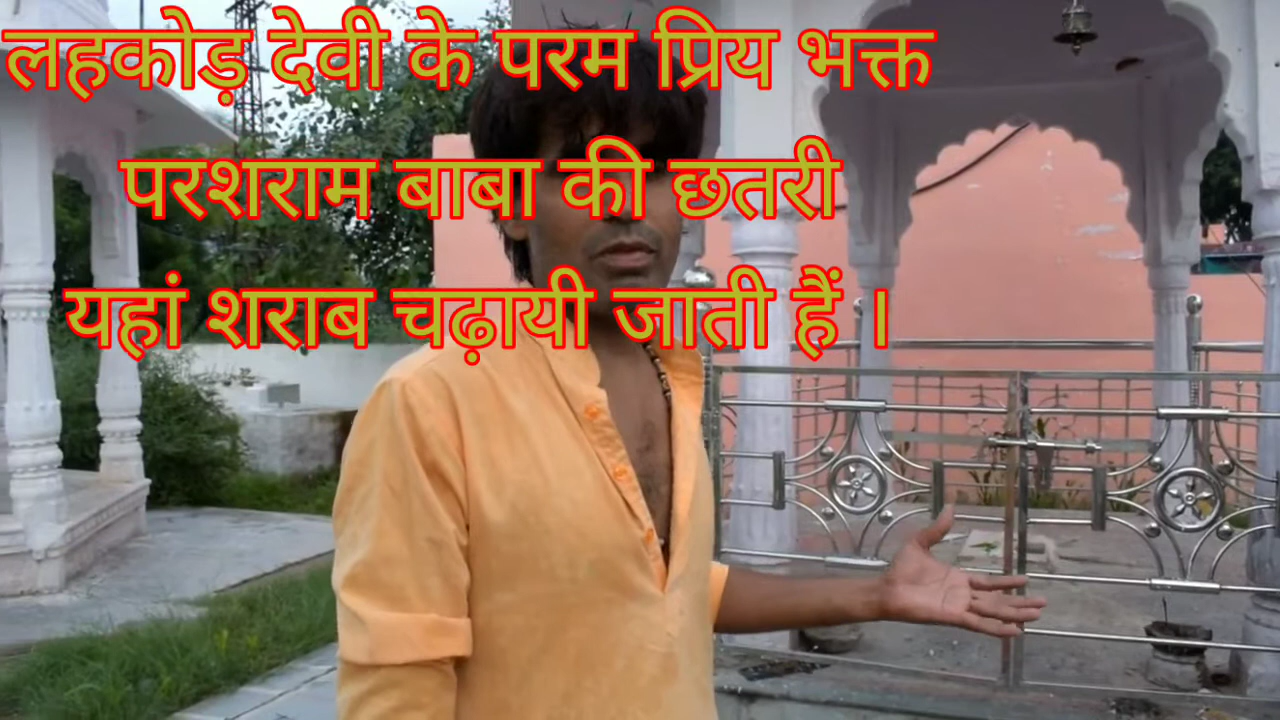 लहकोड़ देवी के परम प्रिय भक्त
परशराम बाबा की छतरी
यहां शराब चढ़ायी जाती हैं ।